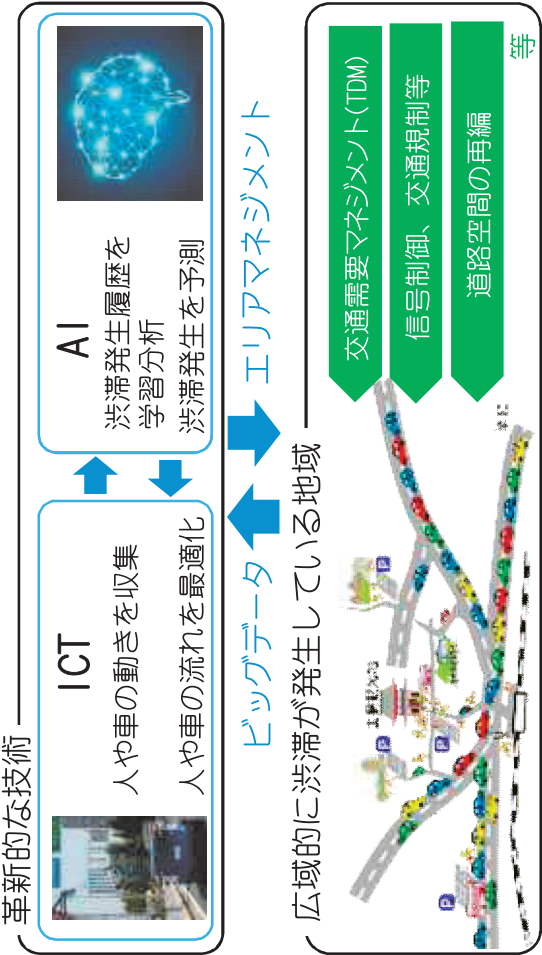 革新的な技術
ICT
人や車の動きを収集
人や車の流れを最適化
AI
渋滞発生履歴を
学習分析
渋滞発生を予測
ビッグデータ
エリアマネジメント
広域的に渋滞が発生している地域
P
P
P
P
交通需要マネジメント(TDM)
信号制御、交通規制等
道路空間の再編
等